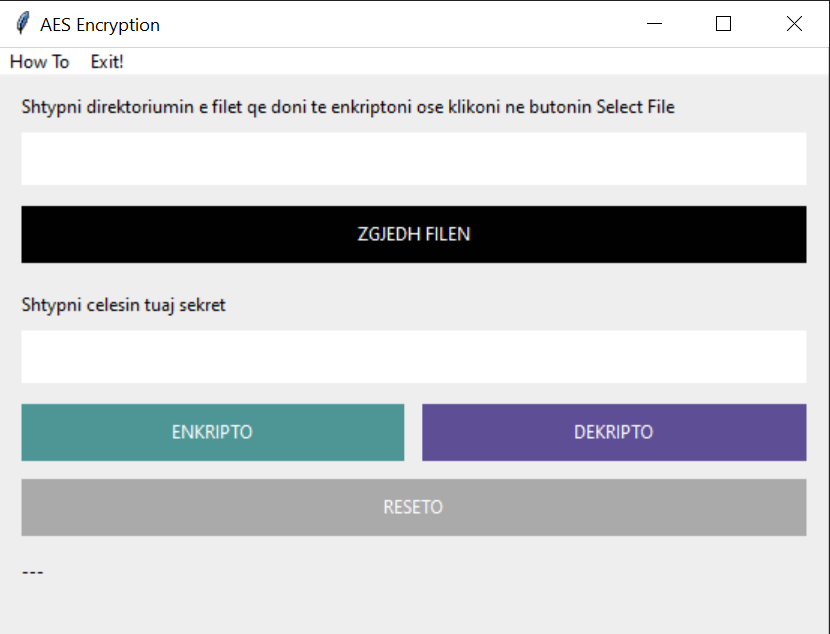 AES Encryption
How To Exit!
Shtypni direktoriumin e filet qe doni te enkriptoni ose klikoni ne butonin Select File
ZGJEDH FILEN
Shtypni celesin tuaj sekret
ENKRIPTO DEKRIPTO
RESETO
---